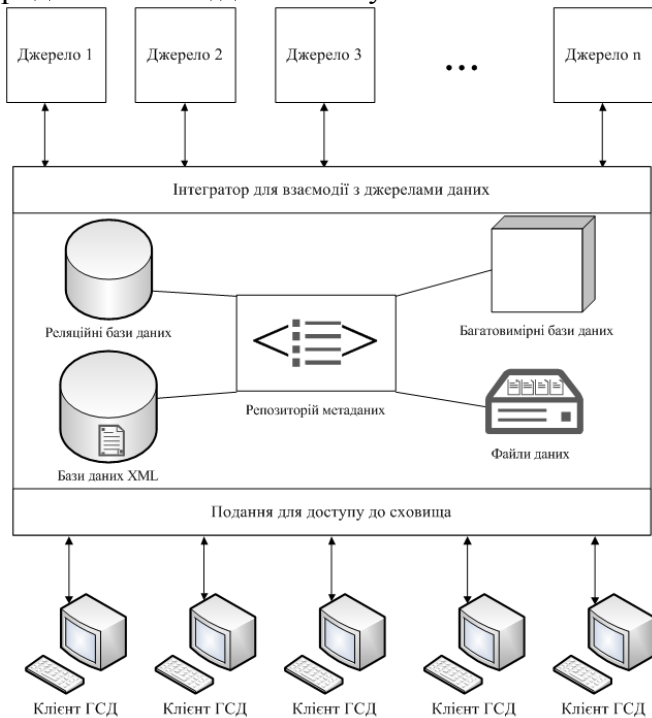 Джерело 1
Джерело 2
Джерело 3
...
Джерело n
Інтегратор для взаємодії з джерелами даних
Реляційні бази даних
Багатовимірні бази даних
Репозиторій метаданих
Бази даних XML
Файли даних
Подання для доступу до сховища
Клієнт ГСД
Клієнт ГСД
Клієнт ГСД
Клієнт ГСД
Клієнт ГСД